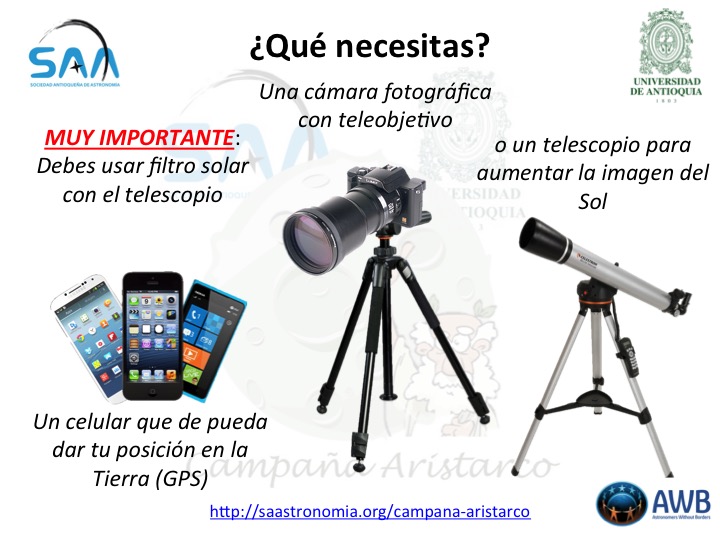 SAA
SOCIEDAD ANTIOQUEÑA DE ASTRONOMÍA
¿Qué necesitas?
UNIVERSIDAD
DE ANTIOQUIA
1803
Una cámara fotográfica
con teleobjetivo
MUY IMPORTANTE:
Debes usar filtro solar
con el telescopio
o un telescopio para
aumentar la imagen del
Sol
Un celular que de pueda
dar tu posición en la
Tierra (GPS)
Campaña Aristarco
http://saastronomia.org/campana-aristarco
AWB
Astronomers Without Borders